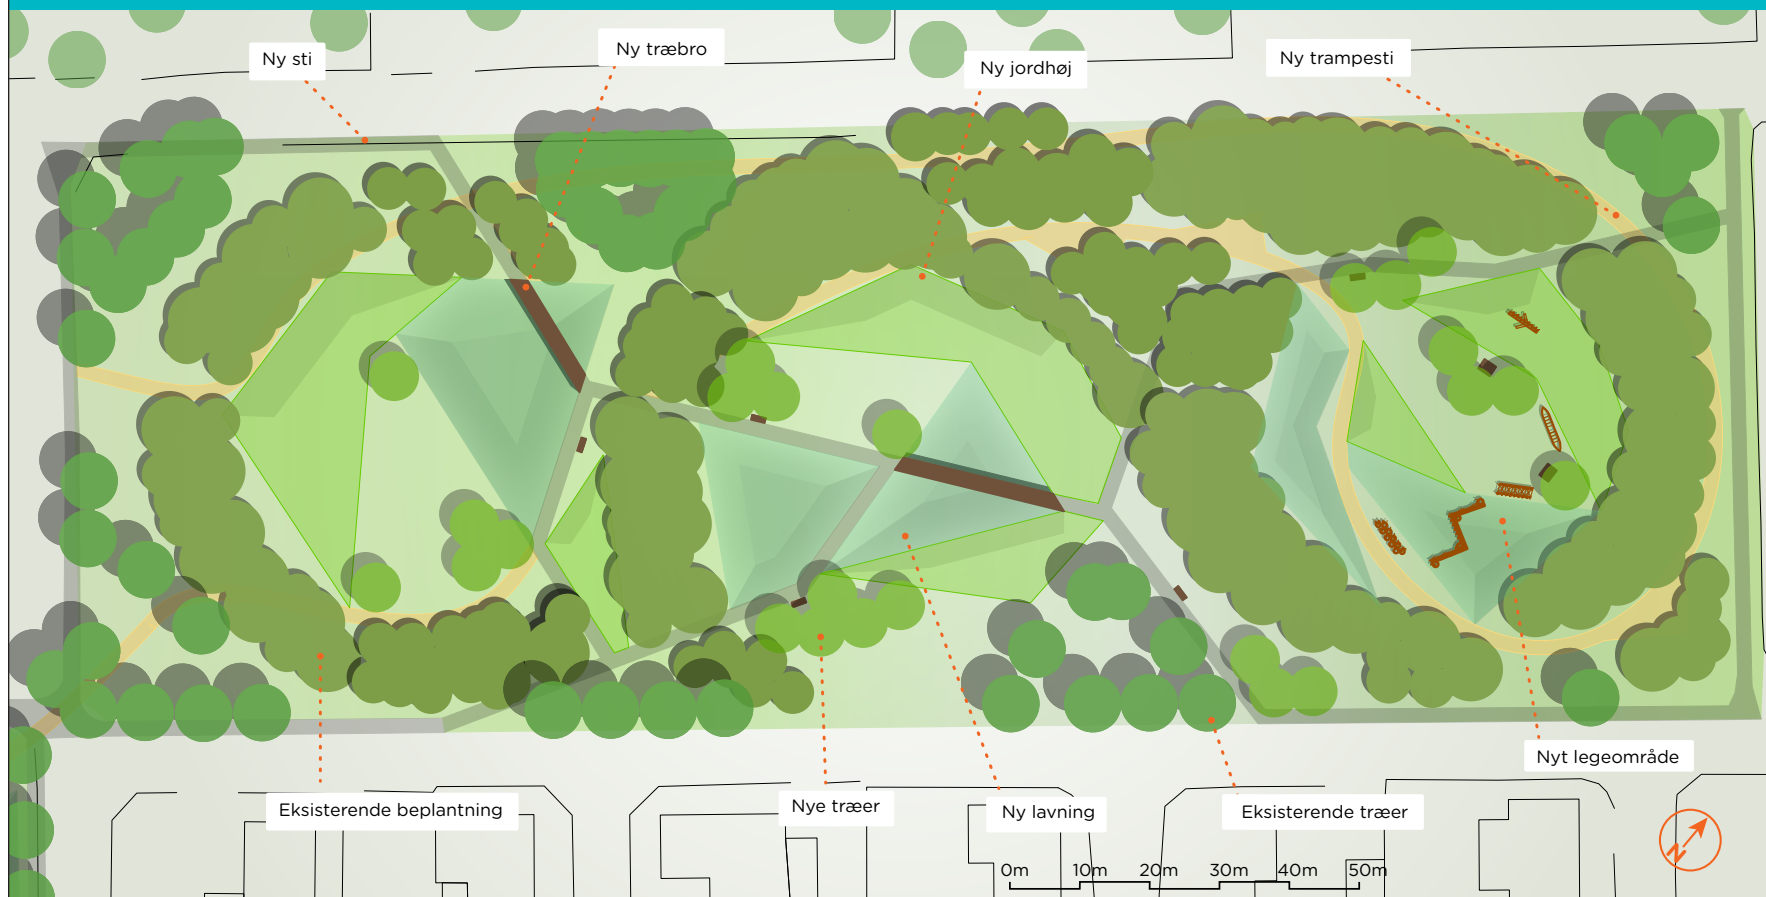 Ny sti
Ny træbro
Ny jordhøj
Ny trampesti
Nyt legeområde
Eksisterende beplantning
Nye træer
Ny lavning
Eksisterende træer
0m 10m 20m 30m 40m 50m
N